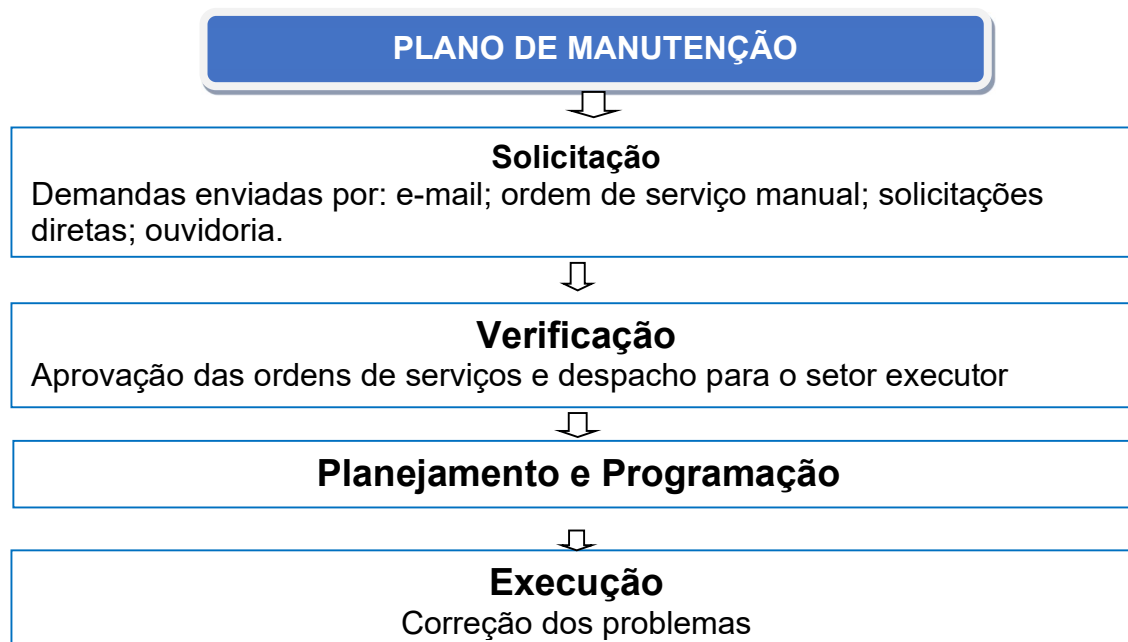 PLANO DE MANUTENÇÃO
Solicitação
Demandas enviadas por: e-mail; ordem de serviço manual; solicitações
diretas; ouvidoria.
Verificação
Aprovação das ordens de serviços e despacho para o setor executor
Planejamento e Programação
Execução
Correção dos problemas